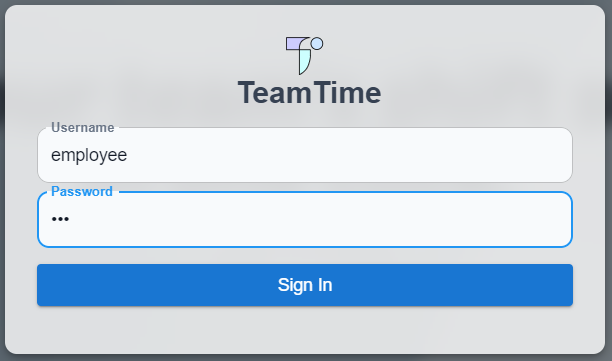 TeamTime
Username
employee
Password
•••
Sign In